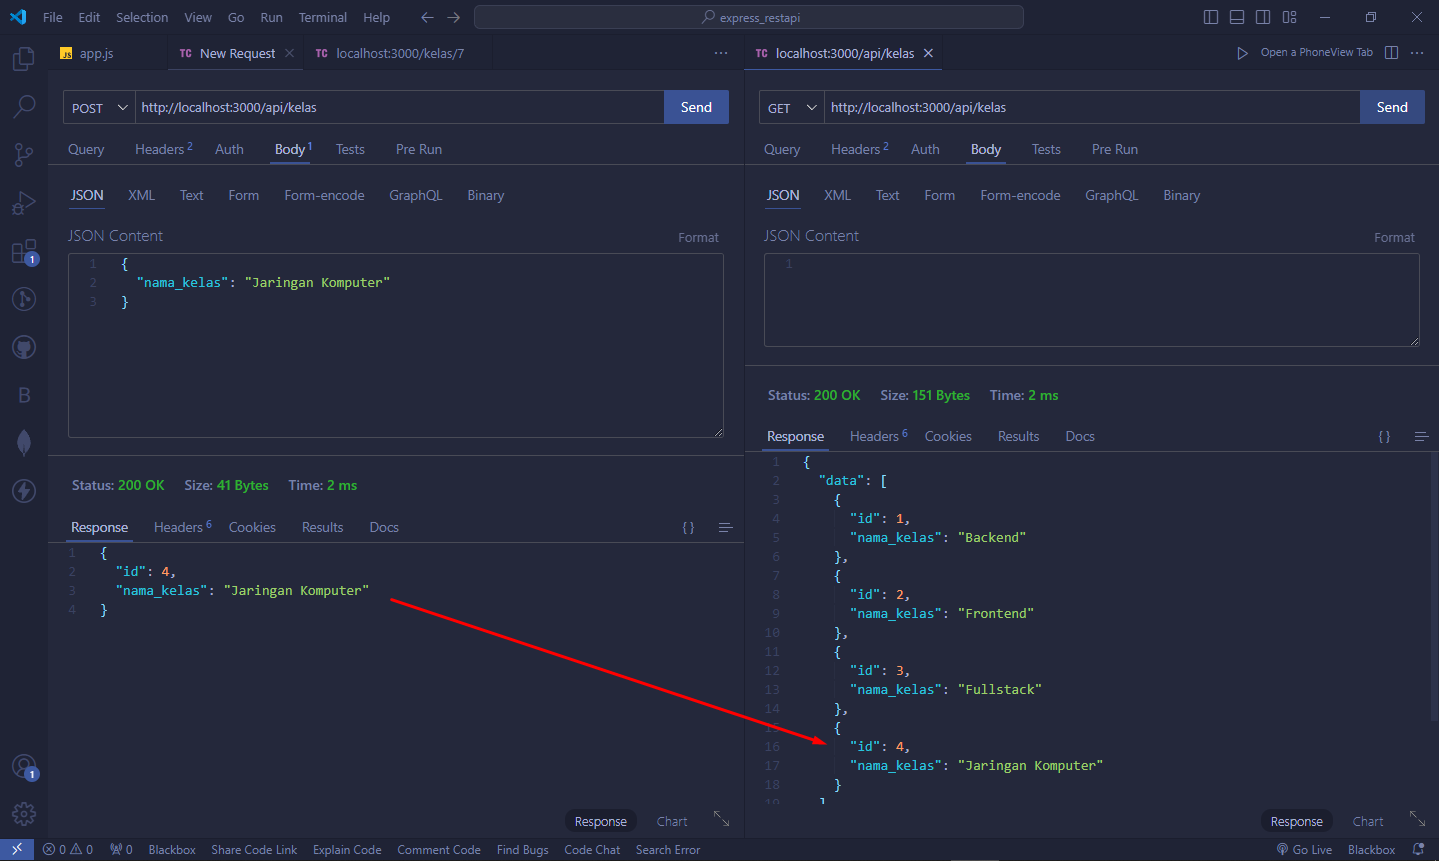 File Edit Selection View Go Run Terminal Help
express_restapi
JS app.js
TC New Request
TC localhost:3000/kelas/7
TC localhost:3000/api/kelas
Open a PhoneView Tab
POST http://localhost:3000/api/kelas Send
Query Headers 2 Auth Body 1 Tests Pre Run
JSON XML Text Form Form-encode GraphQL Binary
JSON Content Format
1 {
2 "nama_kelas": "Jaringan Komputer"
3 }
Status: 200 OK Size: 41 Bytes Time: 2 ms
Response Headers 6 Cookies Results Docs { }
1 {
2 "id": 4,
3 "nama_kelas": "Jaringan Komputer"
4 }
Response Chart
GET http://localhost:3000/api/kelas Send
Query Headers 2 Auth Body Tests Pre Run
JSON XML Text Form Form-encode GraphQL Binary
JSON Content Format
1
Status: 200 OK Size: 151 Bytes Time: 2 ms
Response Headers 6 Cookies Results Docs { }
1 {
2 "data": [
3 {
4 "id": 1,
5 "nama_kelas": "Backend"
6 },
7 {
8 "id": 2,
9 "nama_kelas": "Frontend"
10 },
11 {
12 "id": 3,
13 "nama_kelas": "Fullstack"
14 },
15 {
16 "id": 4,
17 "nama_kelas": "Jaringan Komputer"
18 }
19 ]
Response Chart
B
1
1
0 0 0 Blackbox Share Code Link Explain Code Comment Code Find Bugs Code Chat Search Error Go Live Blackbox